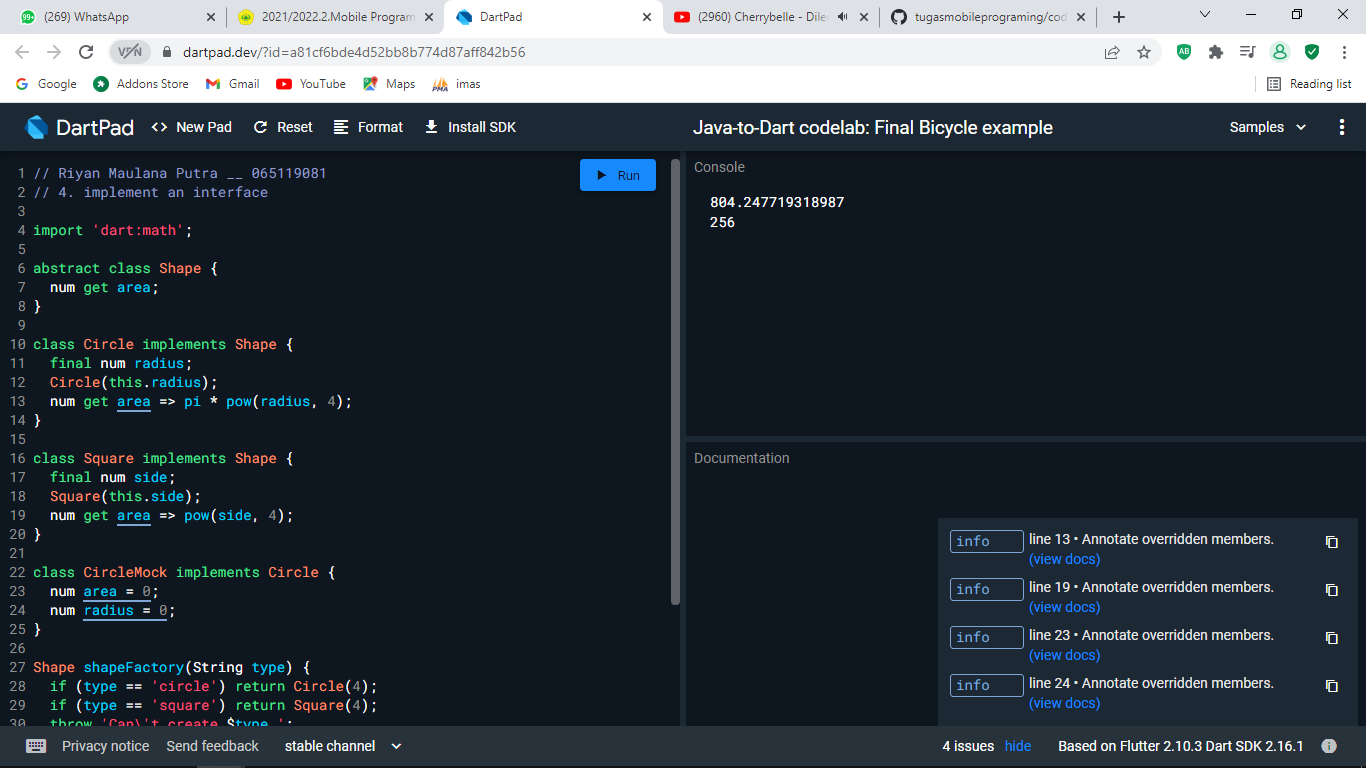 99+ (269) WhatsApp
2021/2022.2.Mobile Program
DartPad
(2960) Cherrybelle - Dile
tugasmobileprograming/cod
VPN
dartpad.dev/?id=a81cf6bde4d52bb8b774d87aff842b56
AB
Google
Addons Store
Gmail
YouTube
Maps
PMA imas
Reading list
DartPad
<> New Pad
Reset
Format
Install SDK
Java-to-Dart codelab: Final Bicycle example
Samples
1 // Riyan Maulana Putra __ 065119081
2 // 4. implement an interface
3
4 import 'dart:math';
5
6 abstract class Shape {
7 num get area;
8 }
9
10 class Circle implements Shape {
11 final num radius;
12 Circle(this.radius);
13 num get area => pi * pow(radius, 4);
14 }
15
16 class Square implements Shape {
17 final num side;
18 Square(this.side);
19 num get area => pow(side, 4);
20 }
21
22 class CircleMock implements Circle {
23 num area = 0;
24 num radius = 0;
25 }
26
27 Shape shapeFactory(String type) {
28 if (type == 'circle') return Circle(4);
29 if (type == 'square') return Square(4);
30 throw 'Can\'t create $type.';
Run
Console
804.247719318987
256
Documentation
info line 13 • Annotate overridden members.
(view docs)
info line 19 • Annotate overridden members.
(view docs)
info line 23 • Annotate overridden members.
(view docs)
info line 24 • Annotate overridden members.
(view docs)
Privacy notice
Send feedback
stable channel
4 issues hide
Based on Flutter 2.10.3 Dart SDK 2.16.1